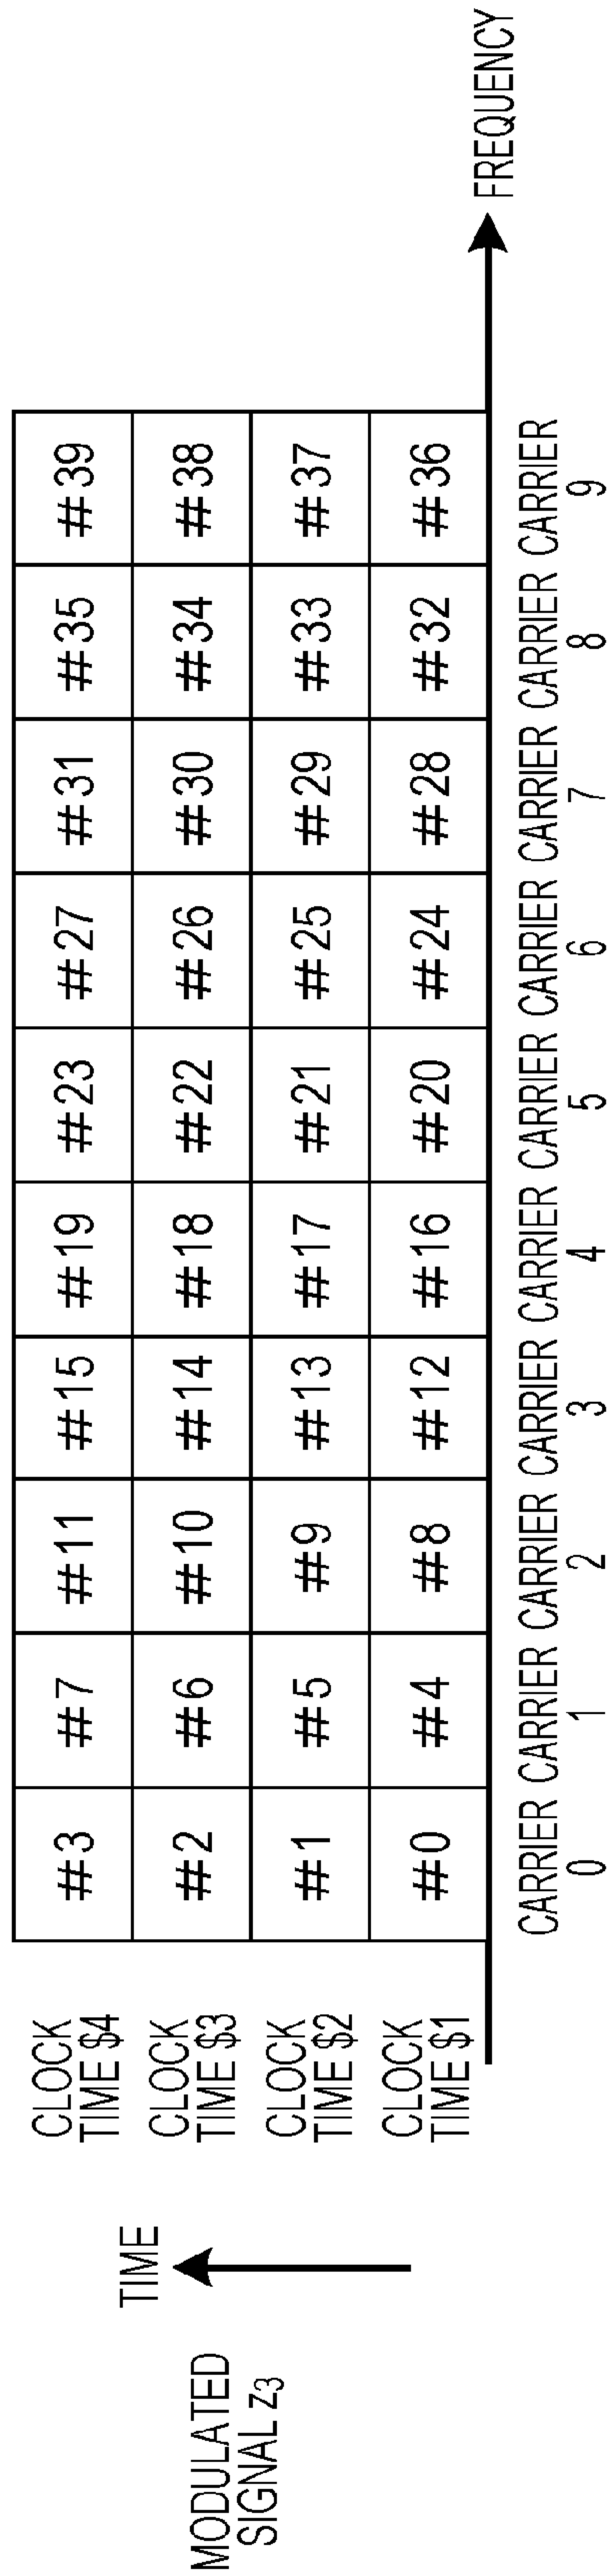 MODULATED
SIGNAL z3
TIME
CLOCK
TIME $4
#3 #7 #11 #15 #19 #23 #27 #31 #35 #39
CLOCK
TIME $3
#2 #6 #10 #14 #18 #22 #26 #30 #34 #38
CLOCK
TIME $2
#1 #5 #9 #13 #17 #21 #25 #29 #33 #37
CLOCK
TIME $1
#0 #4 #8 #12 #16 #20 #24 #28 #32 #36
FREQUENCY
CARRIER CARRIER CARRIER CARRIER CARRIER CARRIER CARRIER CARRIER CARRIER CARRIER
0 1 2 3 4 5 6 7 8 9